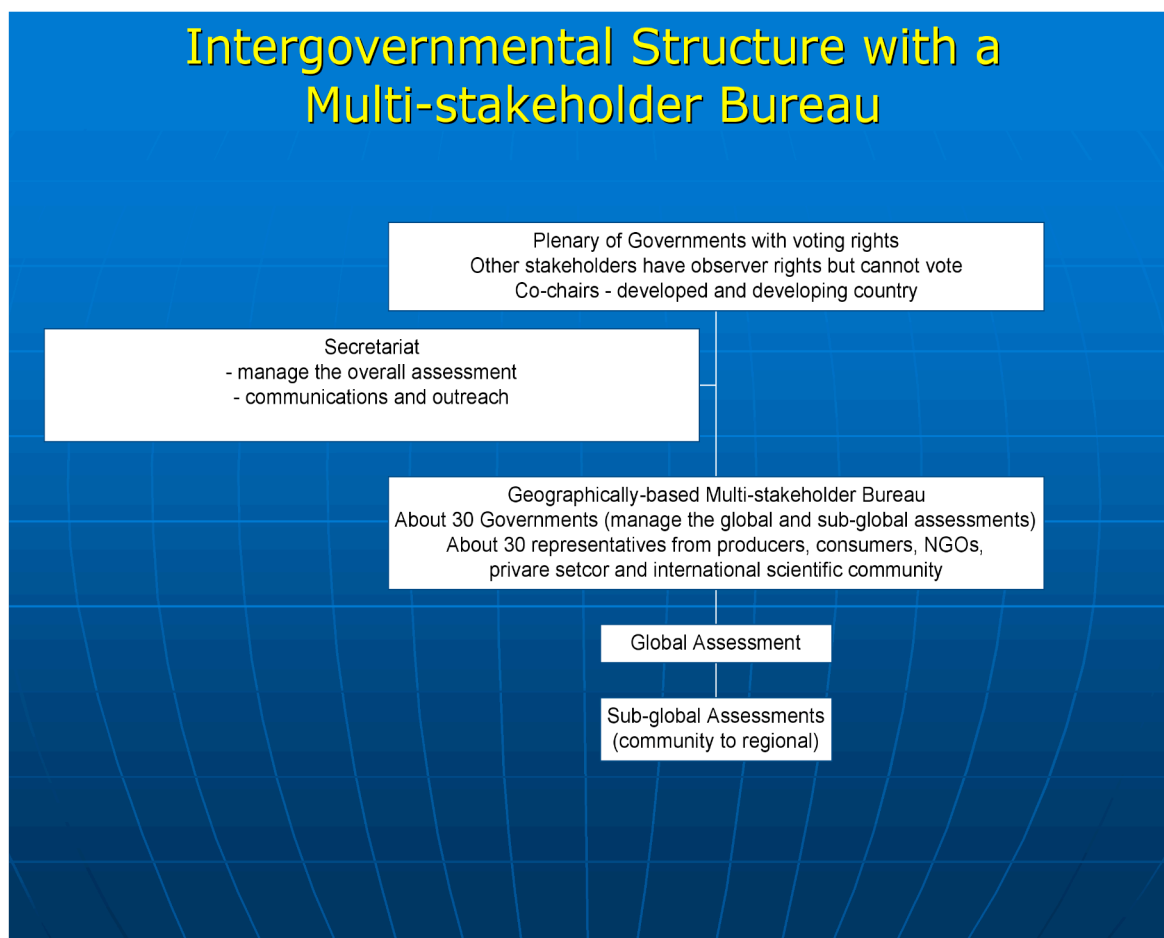 Intergovernmental Structure with a
Multi-stakeholder Bureau
Plenary of Governments with voting rights
Other stakeholders have observer rights but cannot vote
Co-chairs - developed and developing country
Secretariat
- manage the overall assessment
- communications and outreach
Geographically-based Multi-stakeholder Bureau
About 30 Governments (manage the global and sub-global assessments)
About 30 representatives from producers, consumers, NGOs,
privare setcor and international scientific community
Global Assessment
Sub-global Assessments
(community to regional)